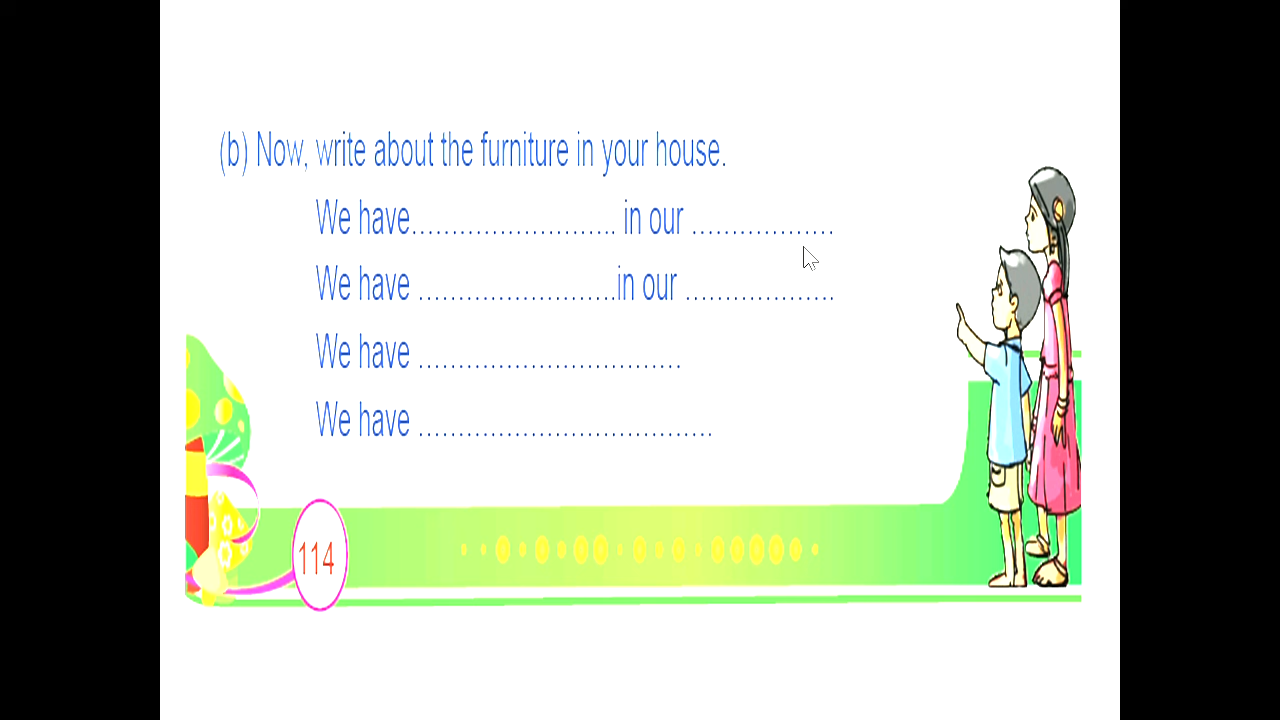 (b) Now, write about the furniture in your house.
We have.......................... in our ..................
We have .........................in our ...................
We have .................................
We have .....................................
114